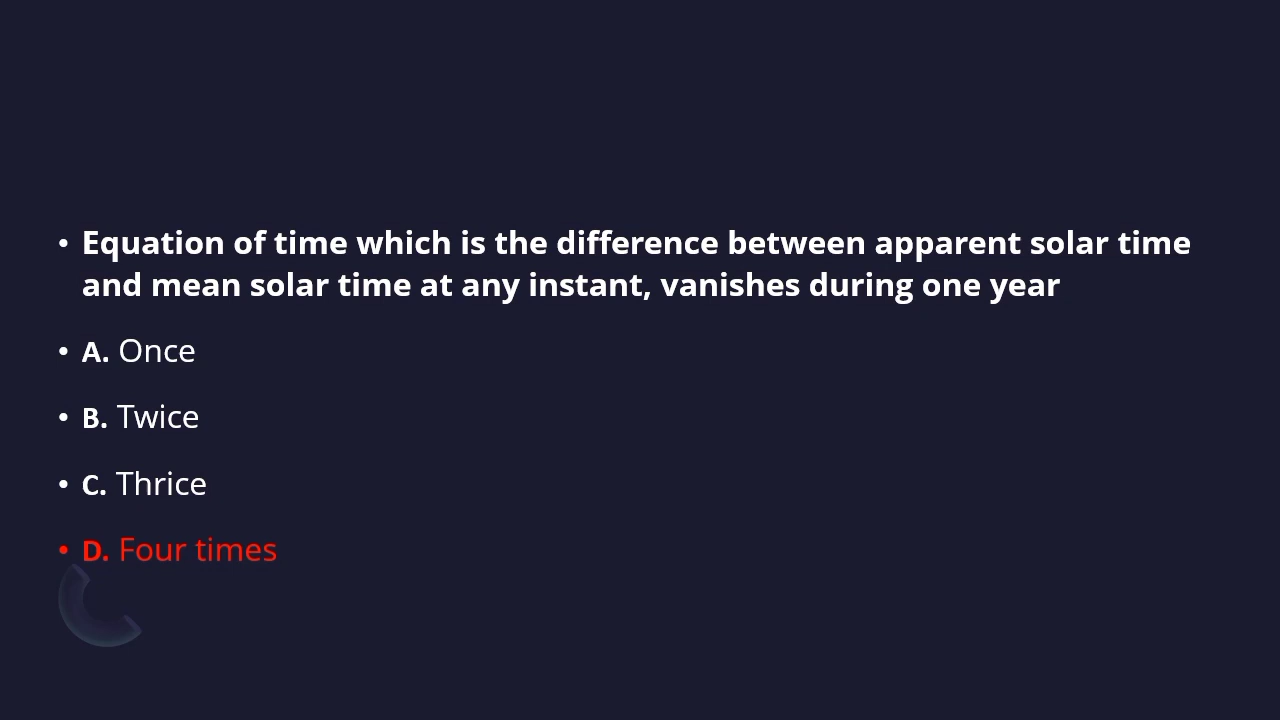 • Equation of time which is the difference between apparent solar time
and mean solar time at any instant, vanishes during one year
• A. Once
• B. Twice
• C. Thrice
• D. Four times